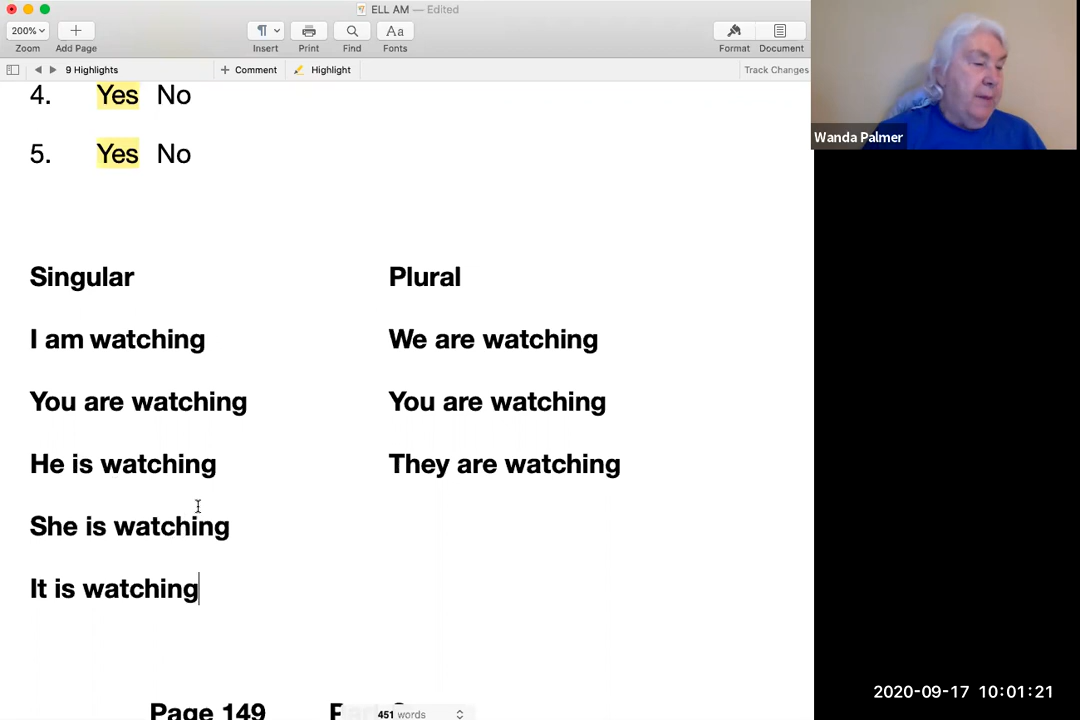 ELL AM — Edited
200%
Zoom
Add Page
Insert
Print
Find
Aa
Fonts
Format
Document
9 Highlights
+ Comment
Highlight
Track Changes
4. Yes No
5. Yes No
Wanda Palmer
Singular Plural
I am watching We are watching
You are watching You are watching
He is watching They are watching
She is watching
It is watching
Page 149
451 words
2020-09-17 10:01:21